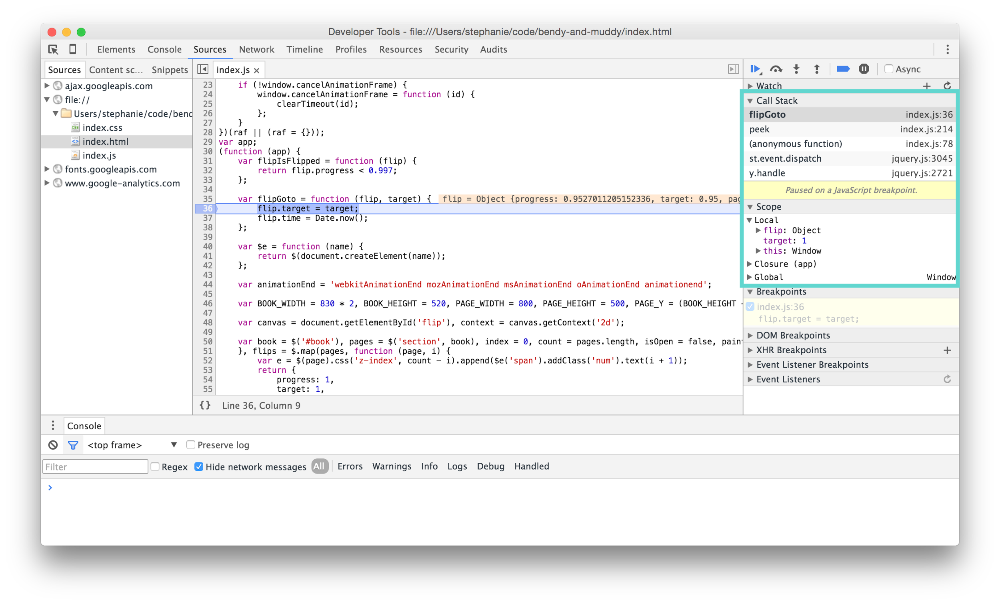 Developer Tools - file:///Users/stephanie/code/bendy-and-muddy/index.html
Elements Console Sources Network Timeline Profiles Resources Security Audits
Sources Content sc... Snippets
index.js ×
Async
ajax.googleapis.com
file://
Users/stephanie/code/bend
index.css
index.html
index.js
fonts.googleapis.com
www.google-analytics.com
23 if (!window.cancelAnimationFrame) {
24 window.cancelAnimationFrame = function (id) {
25 clearTimeout(id);
26 };
27 }
28 })(raf || (raf = {}));
29 var app;
30 (function (app) {
31 var flipIsFlipped = function (flip) {
32 return flip.progress < 0.997;
33 };
34
35 var flipGoto = function (flip, target) { flip = Object {progress: 0.9527011205152336, target: 0.95, pag
36 flip.target = target;
37 flip.time = Date.now();
38 };
39
40 var $e = function (name) {
41 return $(document.createElement(name));
42 };
43
44 var animationEnd = 'webkitAnimationEnd mozAnimationEnd msAnimationEnd oAnimationEnd animationend';
45
46 var BOOK_WIDTH = 830 * 2, BOOK_HEIGHT = 520, PAGE_WIDTH = 800, PAGE_HEIGHT = 500, PAGE_Y = (BOOK_HEIGHT -
47
48 var canvas = document.getElementById('flip'), context = canvas.getContext('2d');
49
50 var book = $('#book'), pages = $('section', book), index = 0, count = pages.length, isOpen = false, pain
51 }, flips = $.map(pages, function (page, i) {
52 var e = $(page).css('z-index', count - i).append($e('span').addClass('num').text(i + 1));
53 return {
54 progress: 1,
55 target: 1,
{} Line 36, Column 9
Watch
Call Stack
flipGoto index.js:36
peek index.js:214
(anonymous function) index.js:78
st.event.dispatch jquery.js:3045
y.handle jquery.js:2721
Paused on a JavaScript breakpoint.
Scope
Local
flip: Object
target: 1
this: Window
Closure (app)
Global Window
Breakpoints
index.js:36
flip.target = target;
DOM Breakpoints
XHR Breakpoints
Event Listener Breakpoints
Event Listeners
Console
<top frame> Preserve log
Filter Regex Hide network messages All Errors Warnings Info Logs Debug Handled